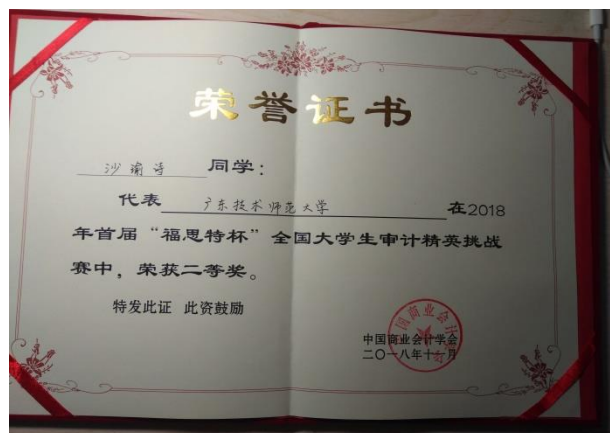 荣誉证书
沙瑜诗 同学：
代表 广东技术师范大学 在2018
年首届“福思特杯”全国大学生审计精英挑战
赛中，荣获二等奖。
特发此证 此资鼓励
中国商业会计学会
二〇一八年十一月